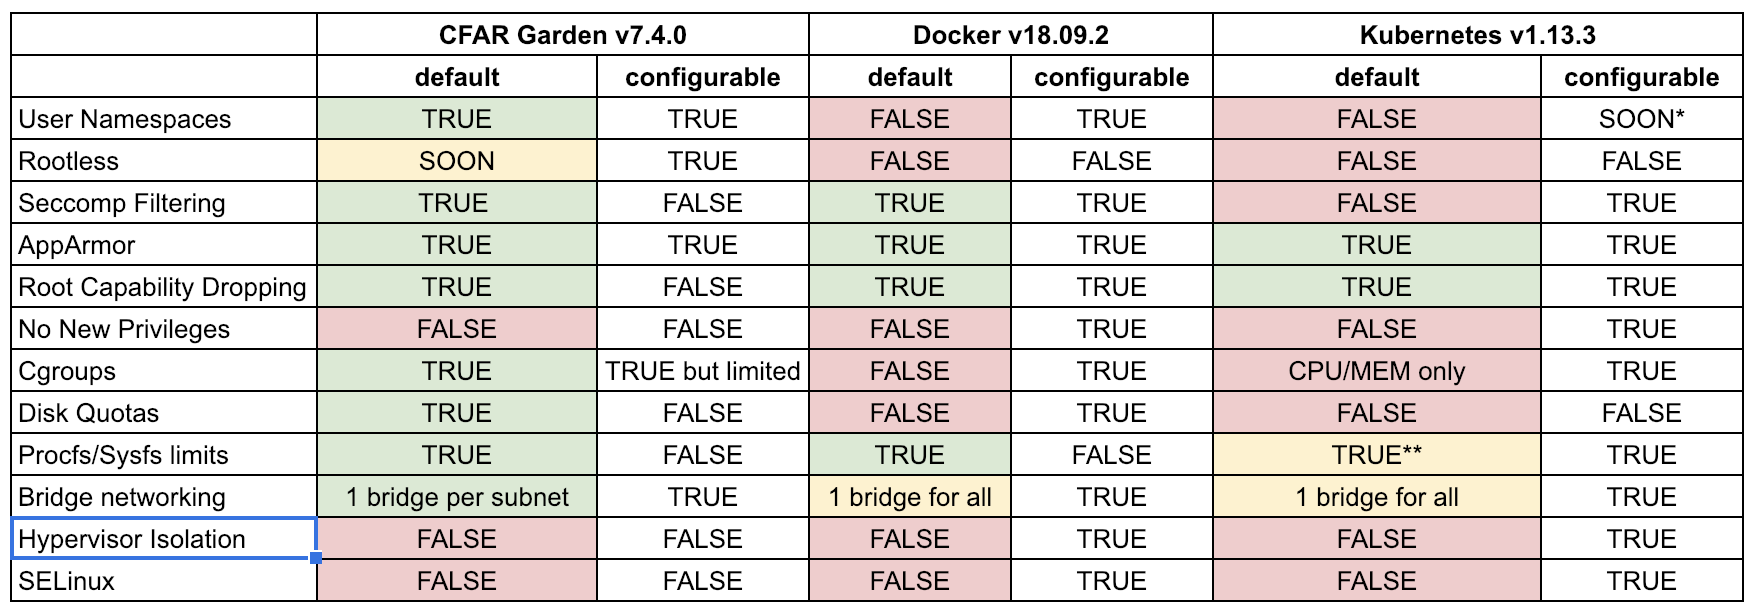 CFAR Garden v7.4.0 Docker v18.09.2 Kubernetes v1.13.3
default configurable default configurable default configurable
User Namespaces TRUE TRUE FALSE TRUE FALSE SOON*
Rootless SOON TRUE FALSE FALSE FALSE FALSE
Seccomp Filtering TRUE FALSE TRUE TRUE FALSE TRUE
AppArmor TRUE TRUE TRUE TRUE TRUE TRUE
Root Capability Dropping TRUE FALSE TRUE TRUE TRUE TRUE
No New Privileges FALSE FALSE FALSE TRUE FALSE TRUE
Cgroups TRUE TRUE but limited FALSE TRUE CPU/MEM only TRUE
Disk Quotas TRUE FALSE FALSE TRUE FALSE FALSE
Procfs/Sysfs limits TRUE FALSE TRUE FALSE TRUE** TRUE
Bridge networking 1 bridge per subnet TRUE 1 bridge for all TRUE 1 bridge for all TRUE
Hypervisor Isolation FALSE FALSE FALSE TRUE FALSE TRUE
SELinux FALSE FALSE FALSE TRUE FALSE TRUE